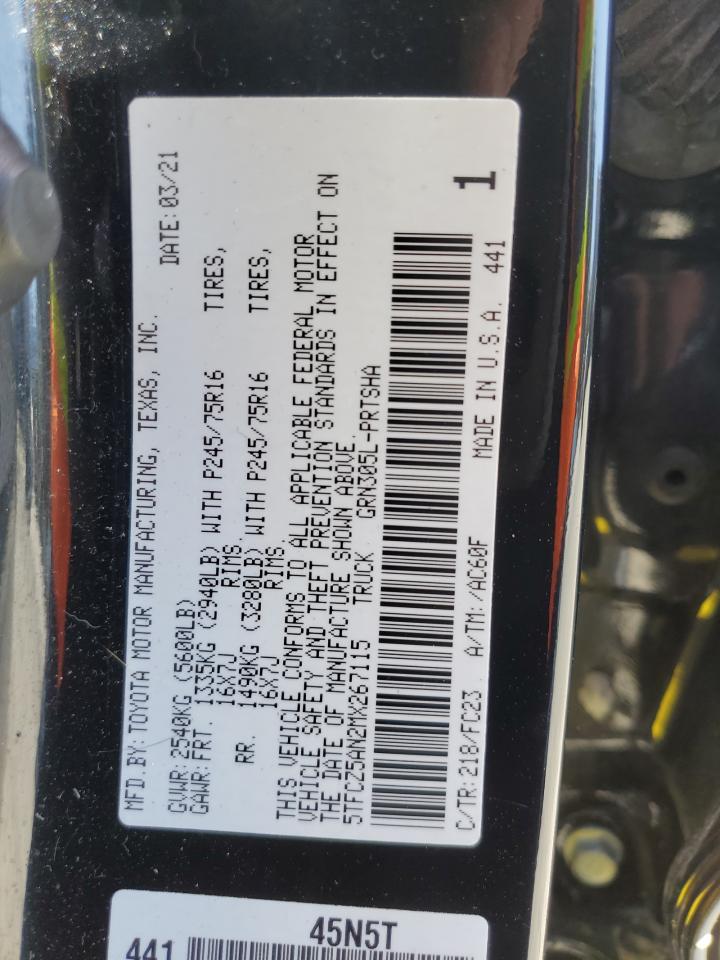 MFD.BY: TOYOTA MOTOR MANUFACTURING, TEXAS, INC.
DATE: 03/21
GVWR: 2540KG (5600LB)
GAWR: FRT. 1335KG (2940LB) WITH P245/75R16 TIRES,
16X7J RIMS
RR. 1490KG (3280LB) WITH P245/75R16 TIRES,
16X7J RIMS
THIS VEHICLE CONFORMS TO ALL APPLICABLE FEDERAL MOTOR
VEHICLE SAFETY AND THEFT PREVENTION STANDARDS IN EFFECT ON
THE DATE OF MANUFACTURE SHOWN ABOVE.
5TFCZ5AN2MX267115 TRUCK GRN305L-PRTSHA
1
C/TR: 218/FC23 A/TM: /AC60F MADE IN U.S.A. 441
45N5T
441